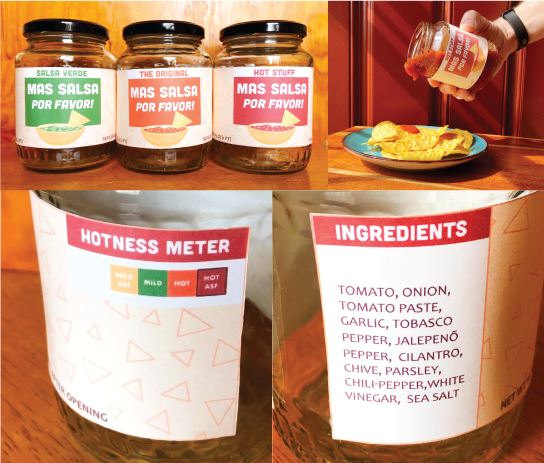 SALSA VERDE
MAS SALSA
POR FAVOR!
THE ORIGINAL
MAS SALSA
POR FAVOR!
HOT STUFF
MAS SALSA
POR FAVOR!
MAS SALSA
POR FAVOR!
HOTNESS METER
MILD
ASF
MILD
HOT
HOT
ASF
OPENING
INGREDIENTS
TOMATO, ONION,
TOMATO PASTE,
GARLIC, TOBASCO
PEPPER, JALEPENÕ
PEPPER, CILANTRO,
CHIVE, PARSLEY,
CHILI-PEPPER,WHITE
VINEGAR, SEA SALT
NET W